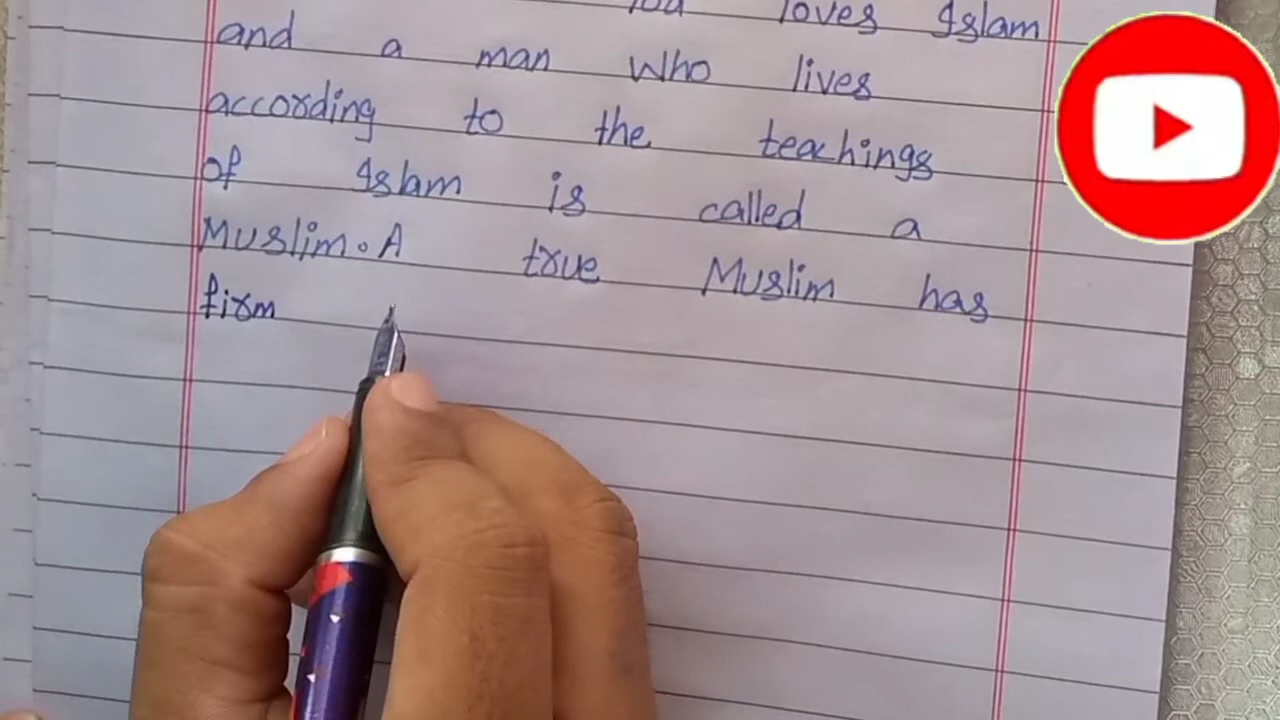 loves Islam
and a man who lives
according to the teachings
of Islam is called a
Muslim. A true Muslim has
firm